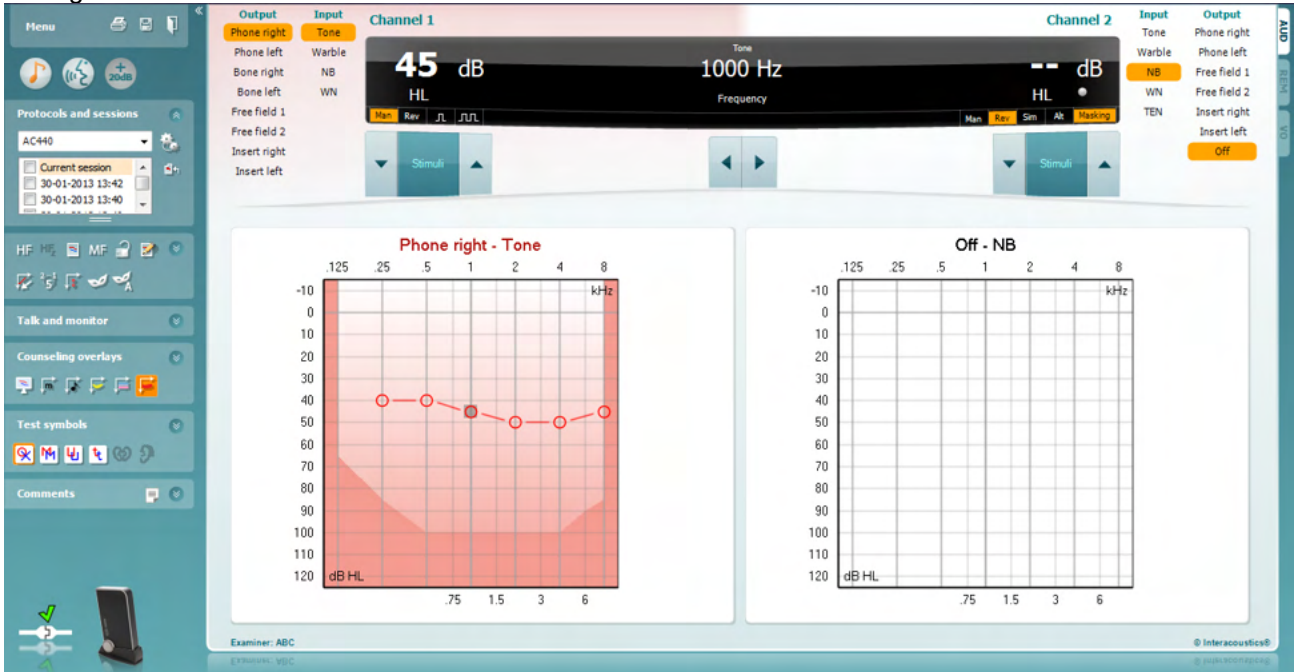 Menu
+
20dB
Protocols and sessions
AC440
Current session
30-01-2013 13:42
30-01-2013 13:40
HF HF2 MF
Talk and monitor
Counseling overlays
Test symbols
Comments
Output Input Channel 1
Phone right Tone
Phone left Warble
Bone right NB
Bone left WN
Free field 1
Free field 2
Insert right
Insert left
Tone
45 dB 1000 Hz -- dB
HL Frequency HL
Man Rev
Man Rev Sim Alt Masking
Stimuli
Stimuli
Channel 2 Input Output
Tone Phone right
Warble Phone left
NB Free field 1
WN Free field 2
TEN Insert right
Insert left
Off
AUD
REM
VO
Phone right - Tone
.125 .25 .5 1 2 4 8
kHz
-10
0
10
20
30
40
50
60
70
80
90
100
110
120
dB HL
.75 1.5 3 6
Off - NB
.125 .25 .5 1 2 4 8
kHz
-10
0
10
20
30
40
50
60
70
80
90
100
110
120
dB HL
.75 1.5 3 6
Examiner: ABC
© Interacoustics®